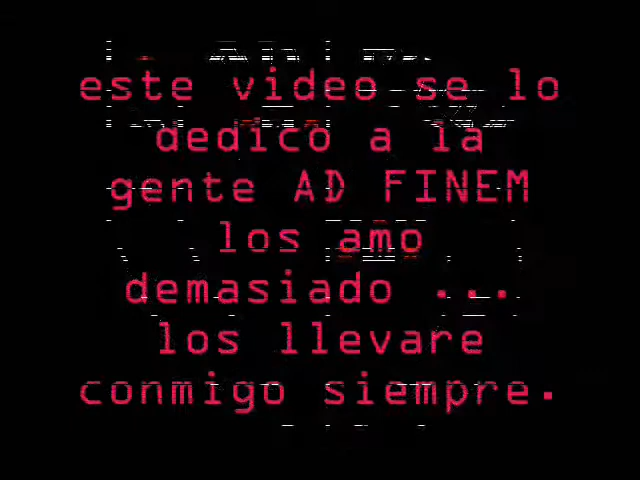 este video se lo
dedico a la
gente AD FINEM
los amo
demasiado ...
los llevare
conmigo siempre.